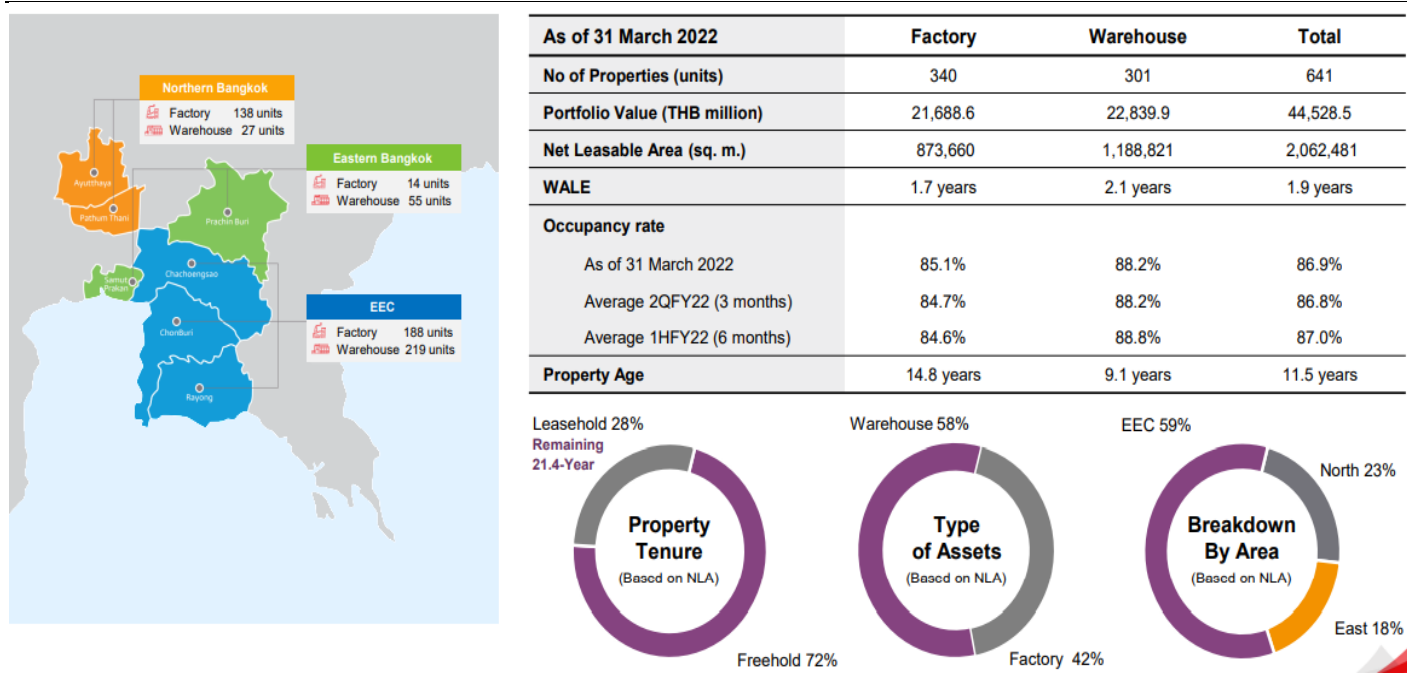 Northern Bangkok
Factory 138 units
Warehouse 27 units
Eastern Bangkok
Factory 14 units
Warehouse 55 units
EEC
Factory 188 units
Warehouse 219 units
Ayutthaya
Pathum Thani
Prachin Buri
Samut
Prakan
Chachoengsao
ChonBuri
Rayong
As of 31 March 2022 Factory Warehouse Total
No of Properties (units) 340 301 641
Portfolio Value (THB million) 21,688.6 22,839.9 44,528.5
Net Leasable Area (sq. m.) 873,660 1,188,821 2,062,481
WALE 1.7 years 2.1 years 1.9 years
Occupancy rate
As of 31 March 2022 85.1% 88.2% 86.9%
Average 2QFY22 (3 months) 84.7% 88.2% 86.8%
Average 1HFY22 (6 months) 84.6% 88.8% 87.0%
Property Age 14.8 years 9.1 years 11.5 years
Leasehold 28%
Remaining
21.4-Year
Property
Tenure
(Based on NLA)
Freehold 72%
Warehouse 58%
Type
of Assets
(Based on NLA)
Factory 42%
EEC 59%
North 23%
Breakdown
By Area
(Based on NLA)
East 18%